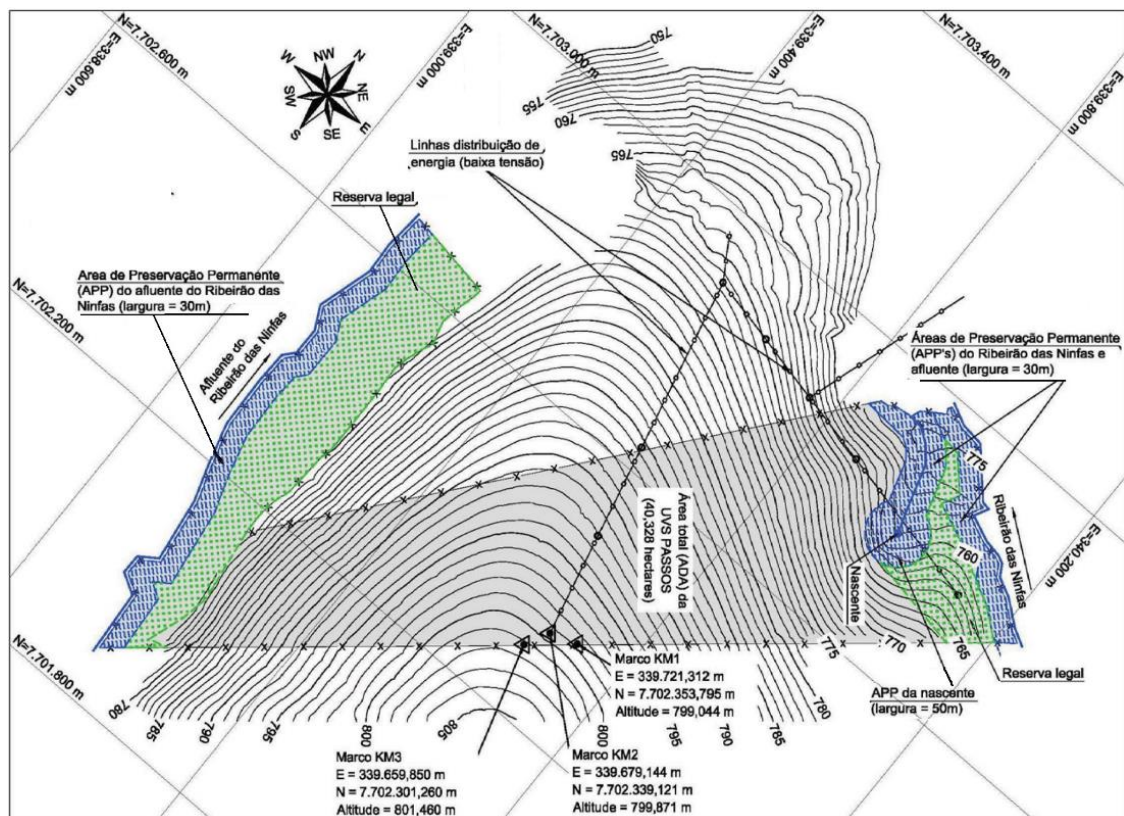 E=338.600 m
N=7.702.600 m
E=339.000 m
N=7.703.000 m
E=339.400 m
N=7.703.400 m
E=339.800 m
N=7.702.200 m
N=7.701.800 m
E=340.200 m
N
NE
E
SE
S
SW
W
NW
750
755
760
765
Linhas distribuição de
energia (baixa tensão)
Reserva legal
Area de Preservação Permanente
(APP) do afluente do Ribeirão das
Ninfas (largura = 30m)
Afluente do
Ribeirão das Ninfas
Áreas de Preservação Permanente
(APP's) do Ribeirão das Ninfas e
afluente (largura = 30m)
775
760
Ribeirão das Ninfas
Área total (ADA) da
UVS PASSOS
(40,328 hectares)
Nascente
775
770
765
Reserva legal
APP da nascente
(largura = 50m)
Marco KM1
E = 339.721,312 m
N = 7.702.353,795 m
Altitude = 799,044 m
780
785
790
795
800
805
800
795
790
785
780
Marco KM3
E = 339.659,850 m
N = 7.702.301,260 m
Altitude = 801,460 m
Marco KM2
E = 339.679,144 m
N = 7.702.339,121 m
Altitude = 799,871 m